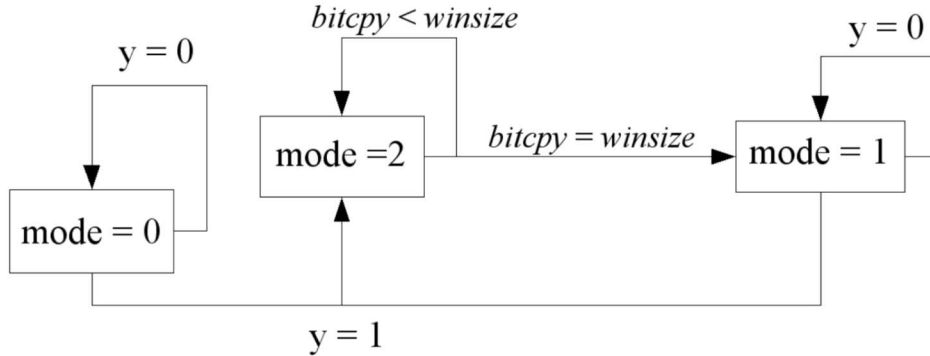 bitcpy < winsize
y = 0
y = 0
mode =2
bitcpy = winsize
mode = 1
mode = 0
y = 1